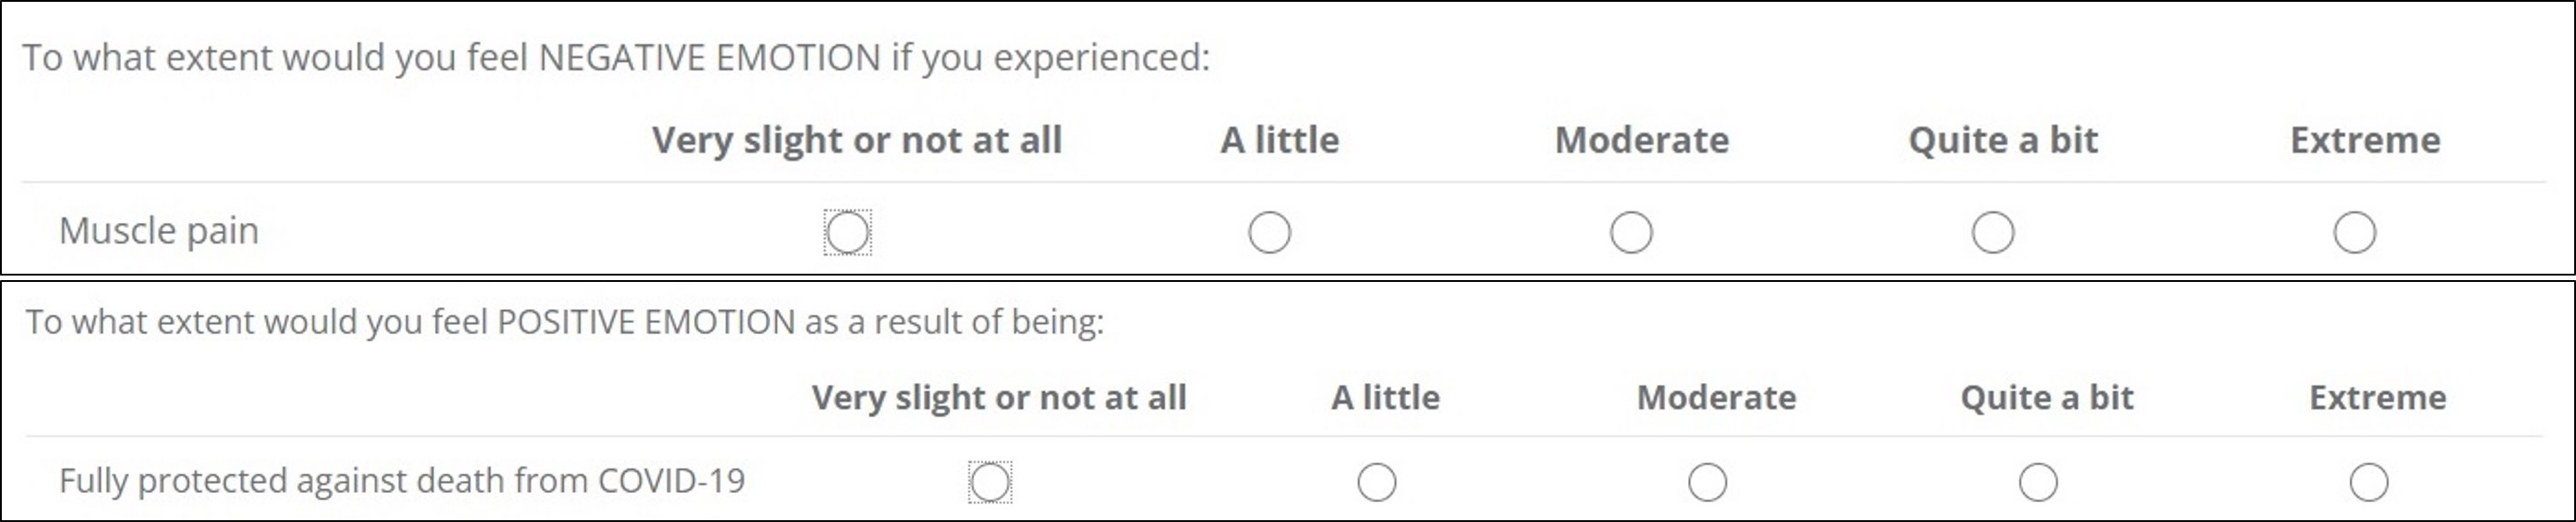 To what extent would you feel NEGATIVE EMOTION if you experienced:
Very slight or not at all A little Moderate Quite a bit Extreme
Muscle pain
To what extent would you feel POSITIVE EMOTION as a result of being:
Very slight or not at all A little Moderate Quite a bit Extreme
Fully protected against death from COVID-19